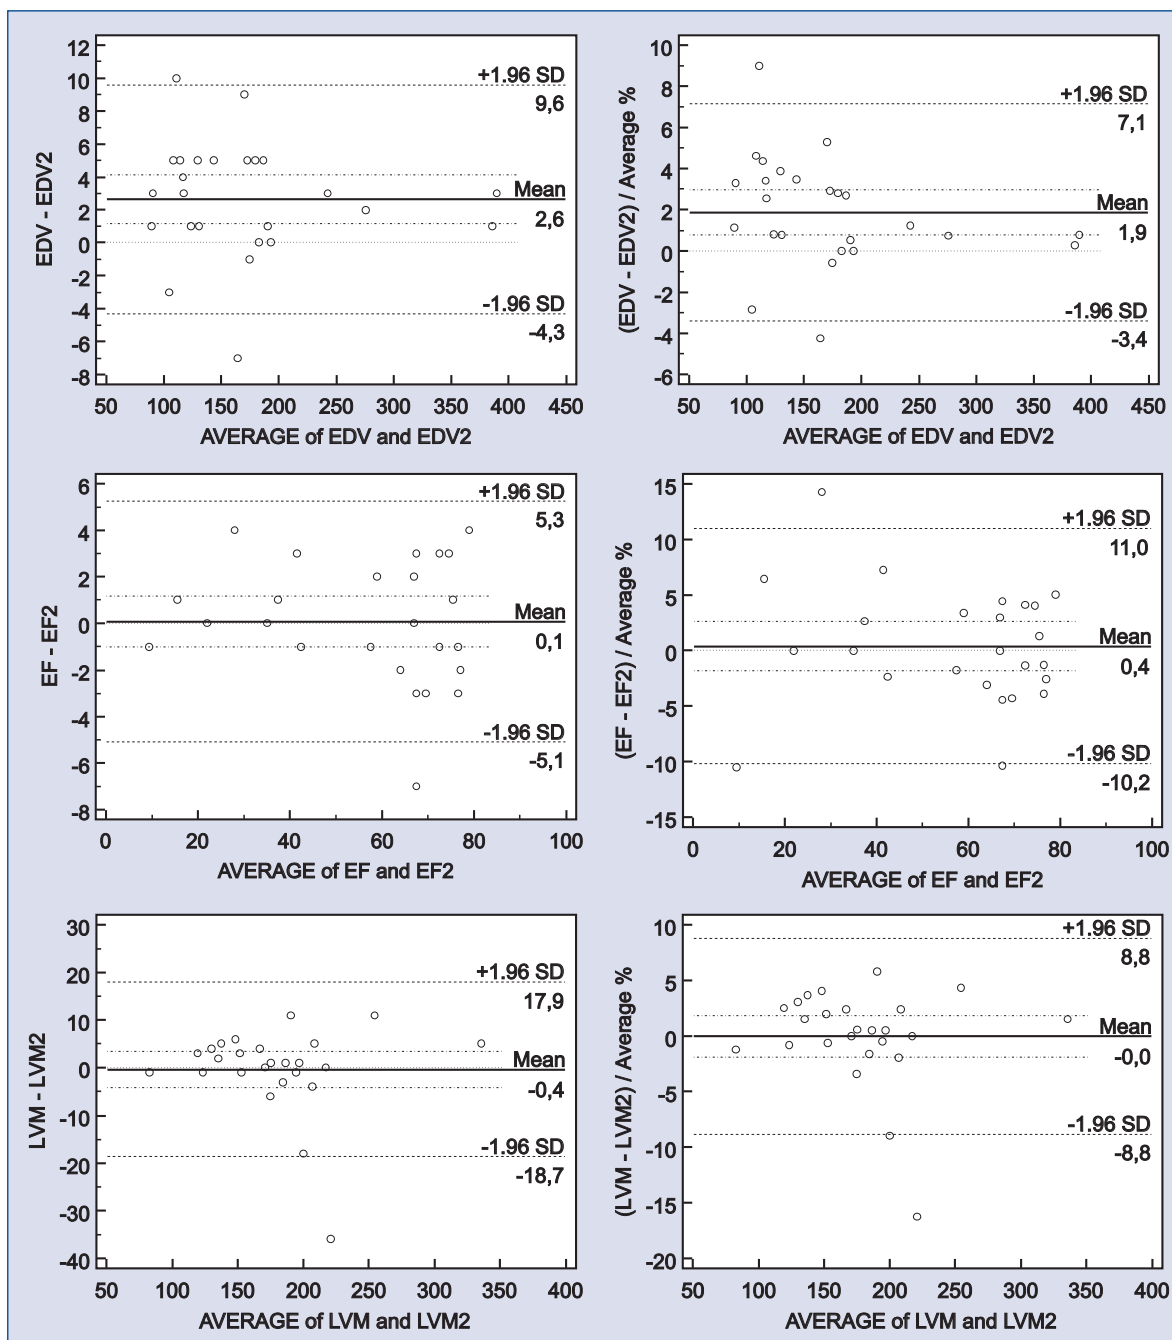 12
10
8
6
4
2
0
-2
-4
-6
-8
EDV - EDV2
+1.96 SD
9,6
Mean
2,6
-1.96 SD
-4,3
50 100 150 200 250 300 350 400 450
AVERAGE of EDV and EDV2
10
8
6
4
2
0
-2
-4
-6
(EDV - EDV2) / Average %
+1.96 SD
7,1
Mean
1,9
-1.96 SD
-3,4
50 100 150 200 250 300 350 400 450
AVERAGE of EDV and EDV2
6
4
2
0
-2
-4
-6
-8
EF - EF2
+1.96 SD
5,3
Mean
0,1
-1.96 SD
-5,1
0 20 40 60 80 100
AVERAGE of EF and EF2
15
10
5
0
-5
-10
-15
(EF - EF2) / Average %
+1.96 SD
11,0
Mean
0,4
-1.96 SD
-10,2
0 20 40 60 80 100
AVERAGE of EF and EF2
30
20
10
0
-10
-20
-30
-40
LVM - LVM2
+1.96 SD
17,9
Mean
-0,4
-1.96 SD
-18,7
50 100 150 200 250 300 350 400
AVERAGE of LVM and LVM2
10
5
0
-5
-10
-15
-20
(LVM - LVM2) / Average %
+1.96 SD
8,8
Mean
-0,0
-1.96 SD
-8,8
50 100 150 200 250 300 350 400
AVERAGE of LVM and LVM2